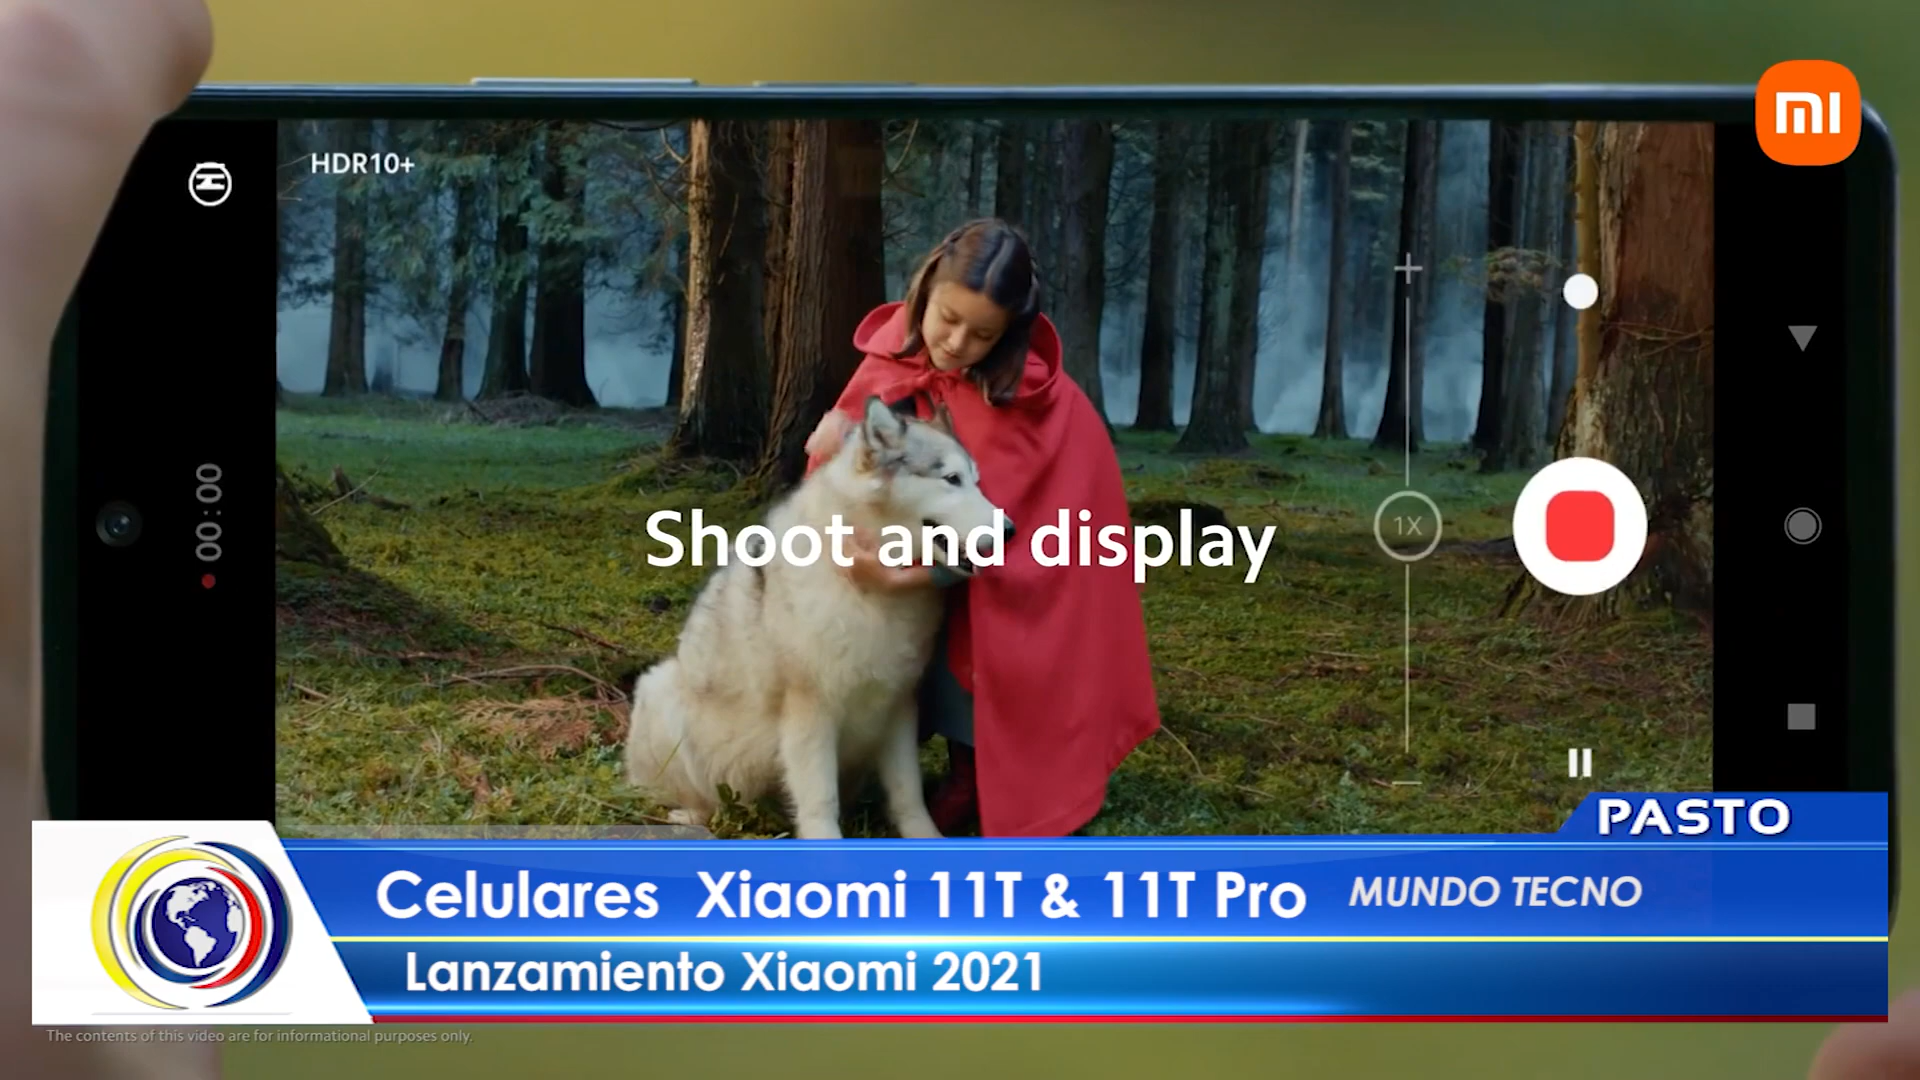 HDR10+
00:00
Shoot and display
1X
PASTO
Celulares Xiaomi 11T & 11T Pro
MUNDO TECNO
Lanzamiento Xiaomi 2021
The contents of this video are for informational purposes only.